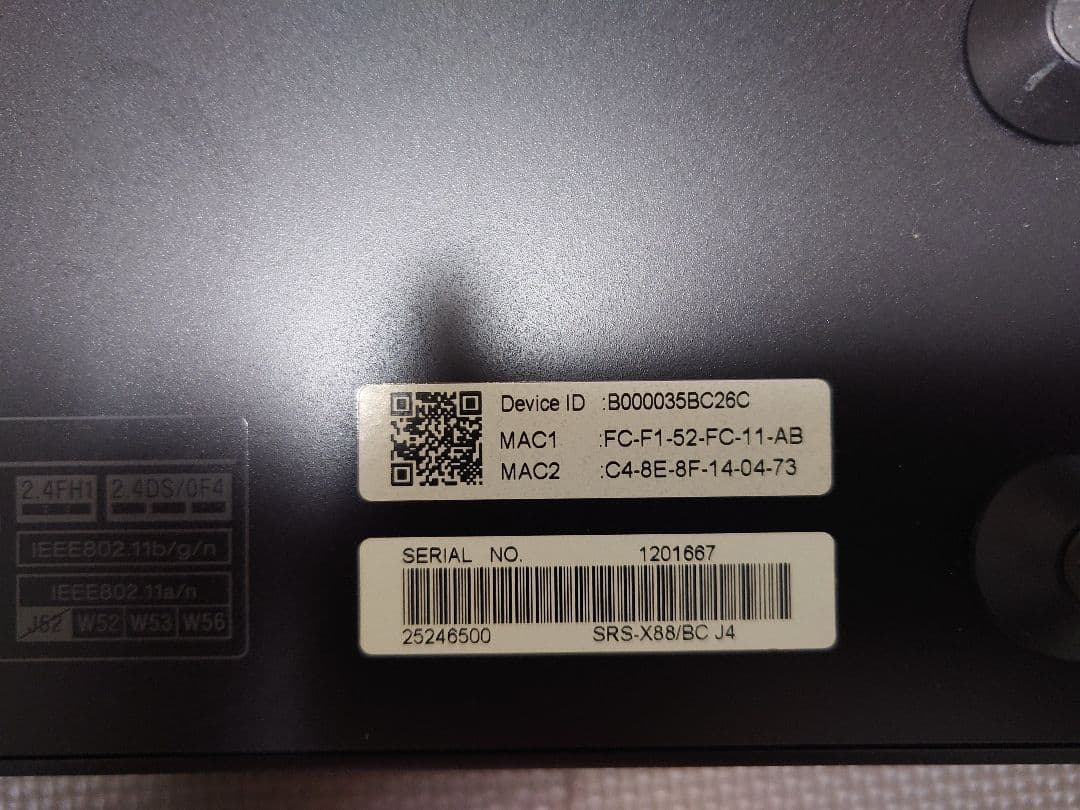 Device ID :B000035BC26C
MAC1 :FC-F1-52-FC-11-AB
MAC2 :C4-8E-8F-14-04-73
2.4FH1 2.4DS/OF4
IEEE802.11b/g/n
IEEE802.11a/n
J52 W52 W53 W56
SERIAL NO. 1201667
25246500 SRS-X88/BC J4